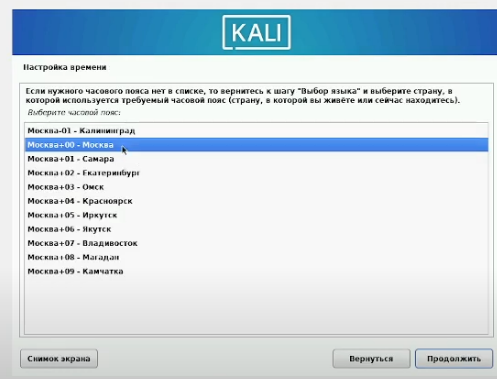 KALI
Настройка времени
Если нужного часового пояса нет в списке, то вернитесь к шагу "Выбор языка" и выберите страну, в
которой используется требуемый часовой пояс (страну, в которой вы живёте или сейчас находитесь).
Выберите часовой пояс:
Москва-01 - Калининград
Москва+00 - Москва
Москва+01 - Самара
Москва+02 - Екатеринбург
Москва+03 - Омск
Москва+04 - Красноярск
Москва+05 - Иркутск
Москва+06 - Якутск
Москва+07 - Владивосток
Москва+08 - Магадан
Москва+09 - Камчатка
Снимок экрана
Вернуться
Продолжить